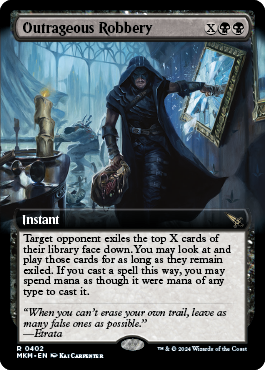 Outrageous Robbery XBB
Instant
Target opponent exiles the top X cards of
their library face down.You may look at and
play those cards for as long as they remain
exiled. If you cast a spell this way, you may
spend mana as though it were mana of any
type to cast it.
“When you can’t erase your own trail, leave as
many false ones as possible.”
—Etrata
R 0402
MKM • EN KAI CARPENTER
™ & © 2024 Wizards of the Coast